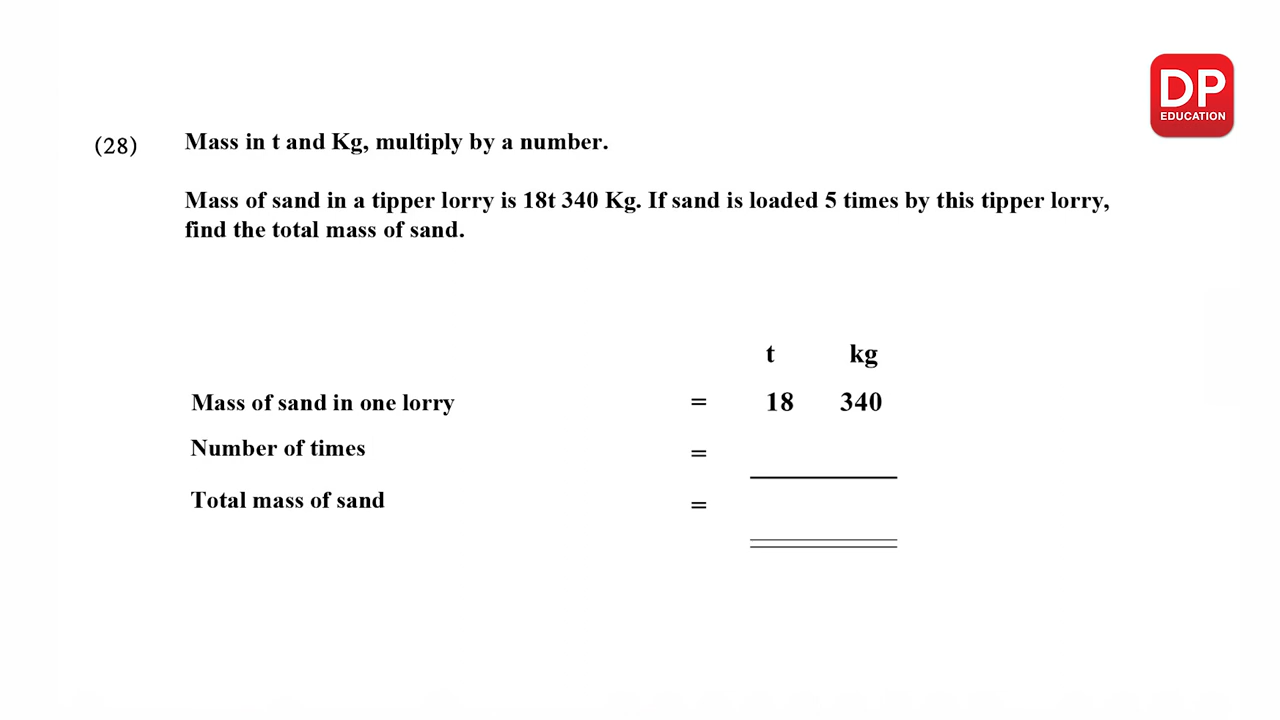 DP
EDUCATION
(28) Mass in t and Kg, multiply by a number.
Mass of sand in a tipper lorry is 18t 340 Kg. If sand is loaded 5 times by this tipper lorry,
find the total mass of sand.
t kg
Mass of sand in one lorry = 18 340
Number of times =
Total mass of sand =